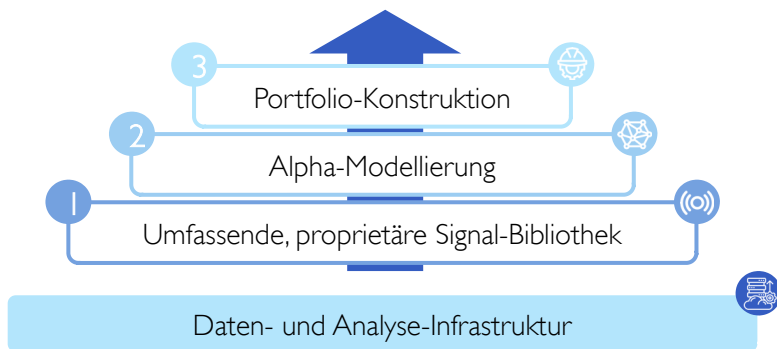 3
Portfolio-Konstruktion
2
Alpha-Modellierung
1
Umfassende, proprietäre Signal-Bibliothek
Daten- und Analyse-Infrastruktur